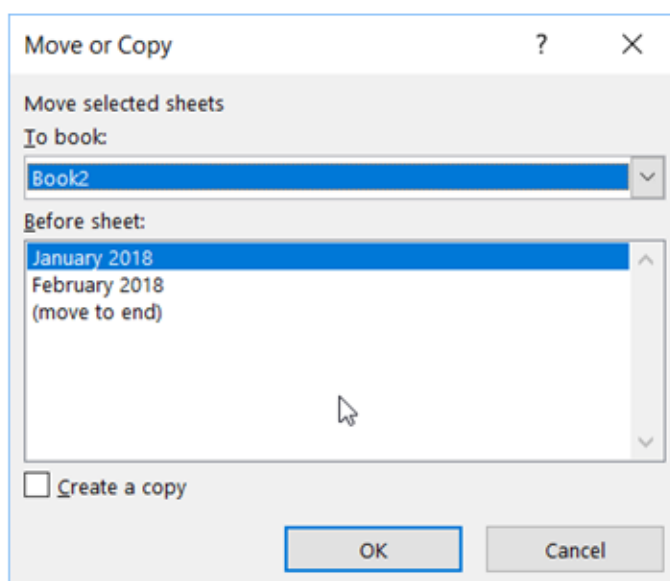 Move or Copy ?
Move selected sheets
To book:
Book2
Before sheet:
January 2018
February 2018
(move to end)
Create a copy
OK Cancel